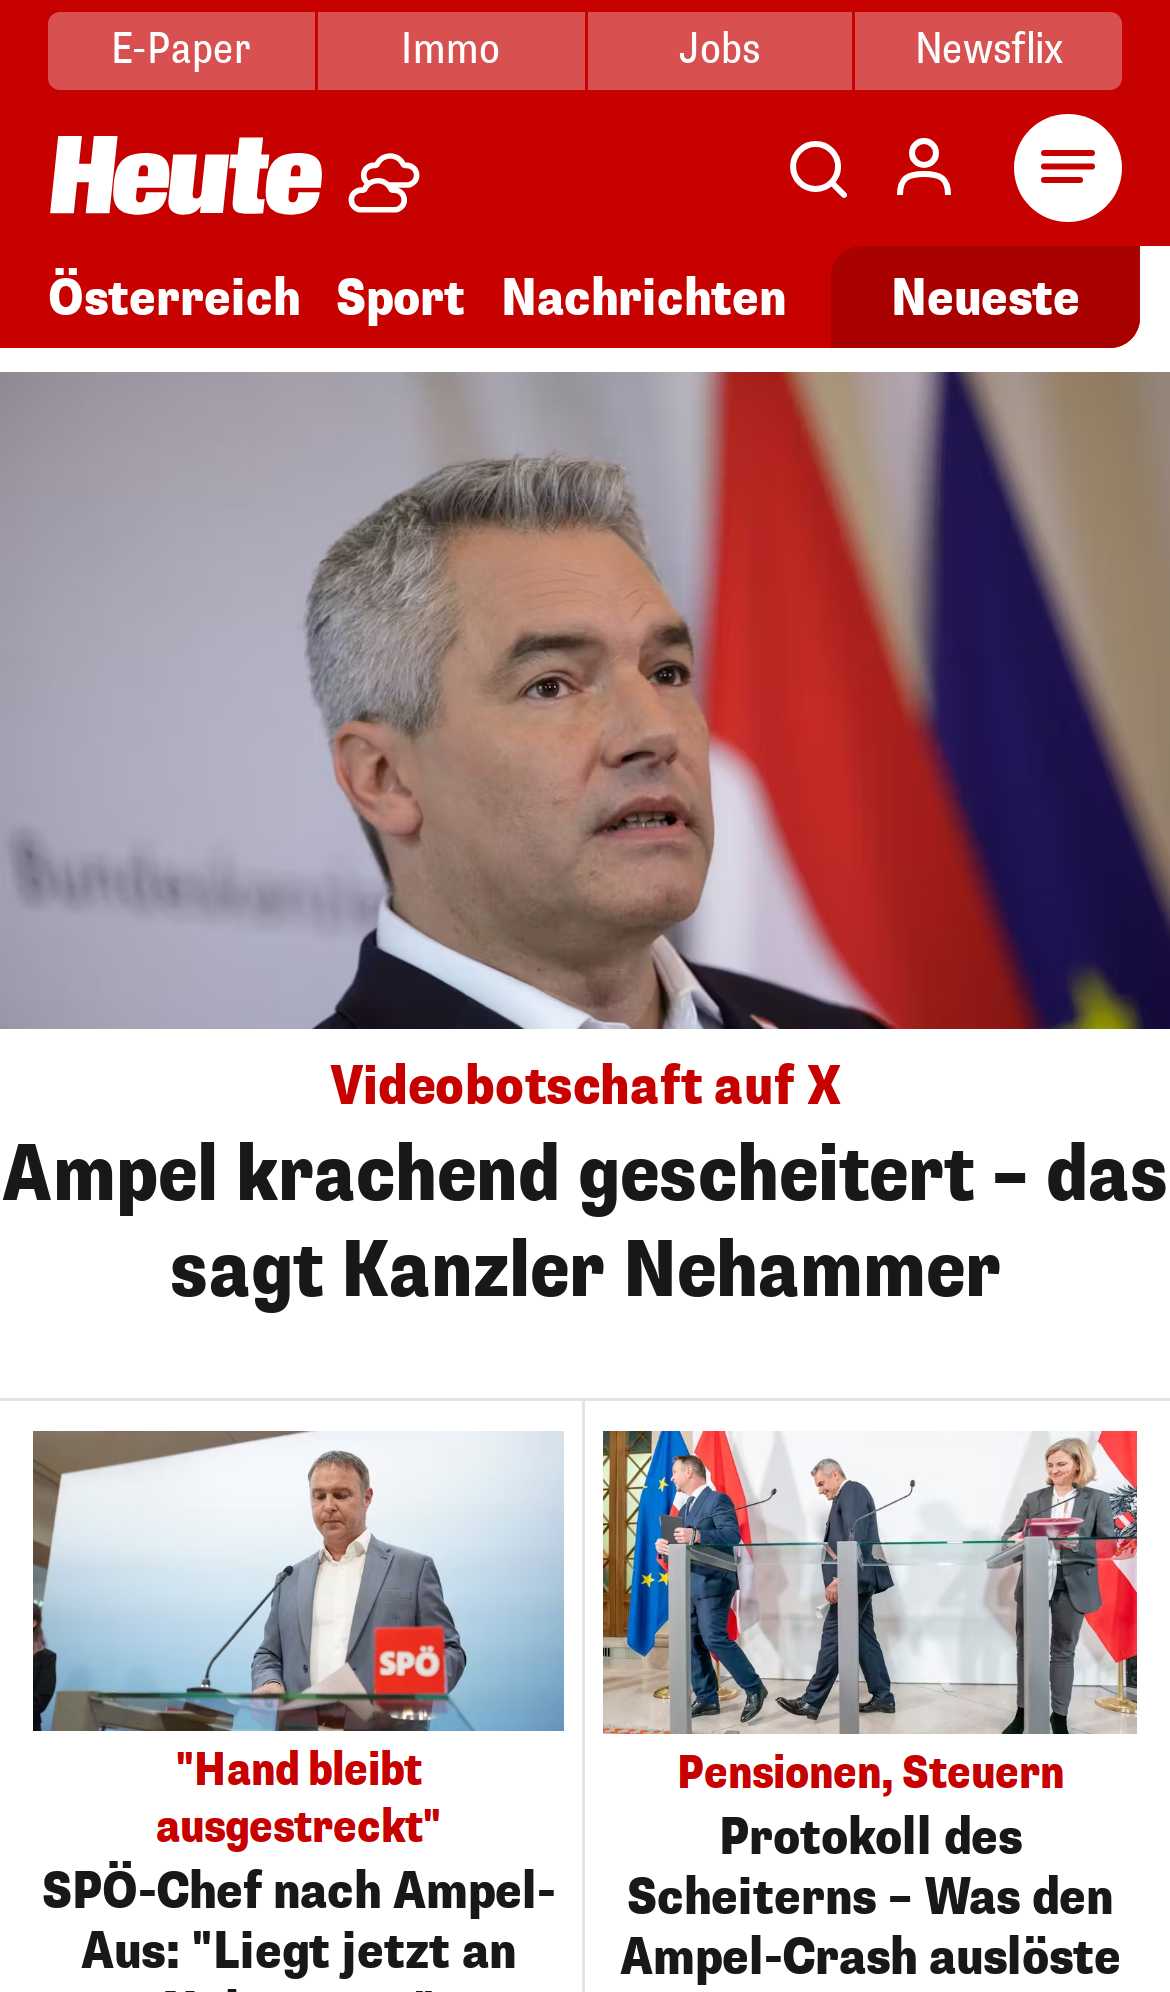 E-Paper Immo Jobs Newsflix
Heute
Österreich Sport Nachrichten Neueste
Videobotschaft auf X
Ampel krachend gescheitert – das
sagt Kanzler Nehammer
SPÖ
"Hand bleibt
ausgestreckt"
SPÖ-Chef nach Ampel-
Aus: "Liegt jetzt an
Pensionen, Steuern
Protokoll des
Scheiterns – Was den
Ampel-Crash auslöste